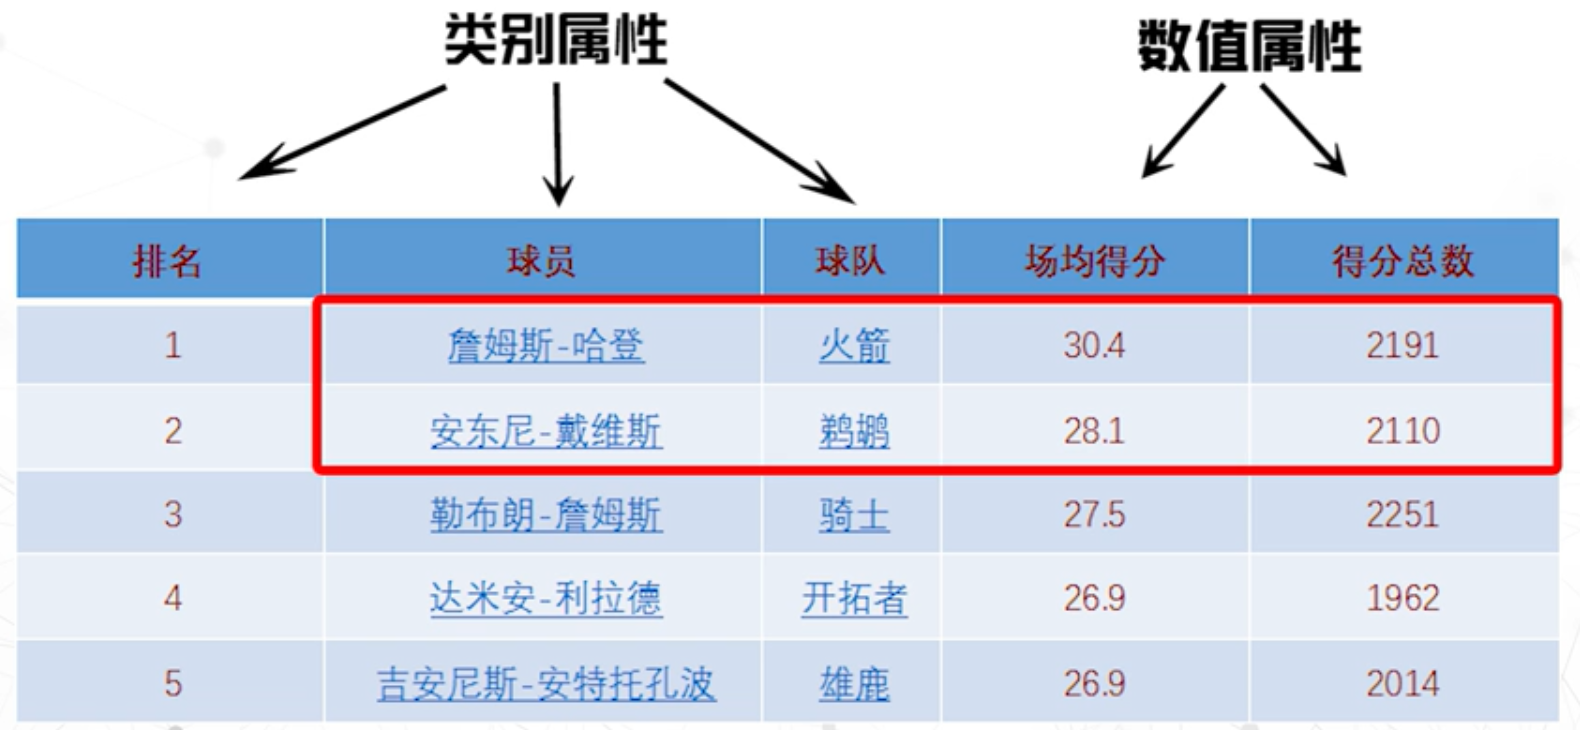 类别属性 数值属性
排名 球员 球队 场均得分 得分总数
1 詹姆斯-哈登 火箭 30.4 2191
2 安东尼-戴维斯 鹈鹕 28.1 2110
3 勒布朗-詹姆斯 骑士 27.5 2251
4 达米安-利拉德 开拓者 26.9 1962
5 吉安尼斯-安特托孔波 雄鹿 26.9 2014